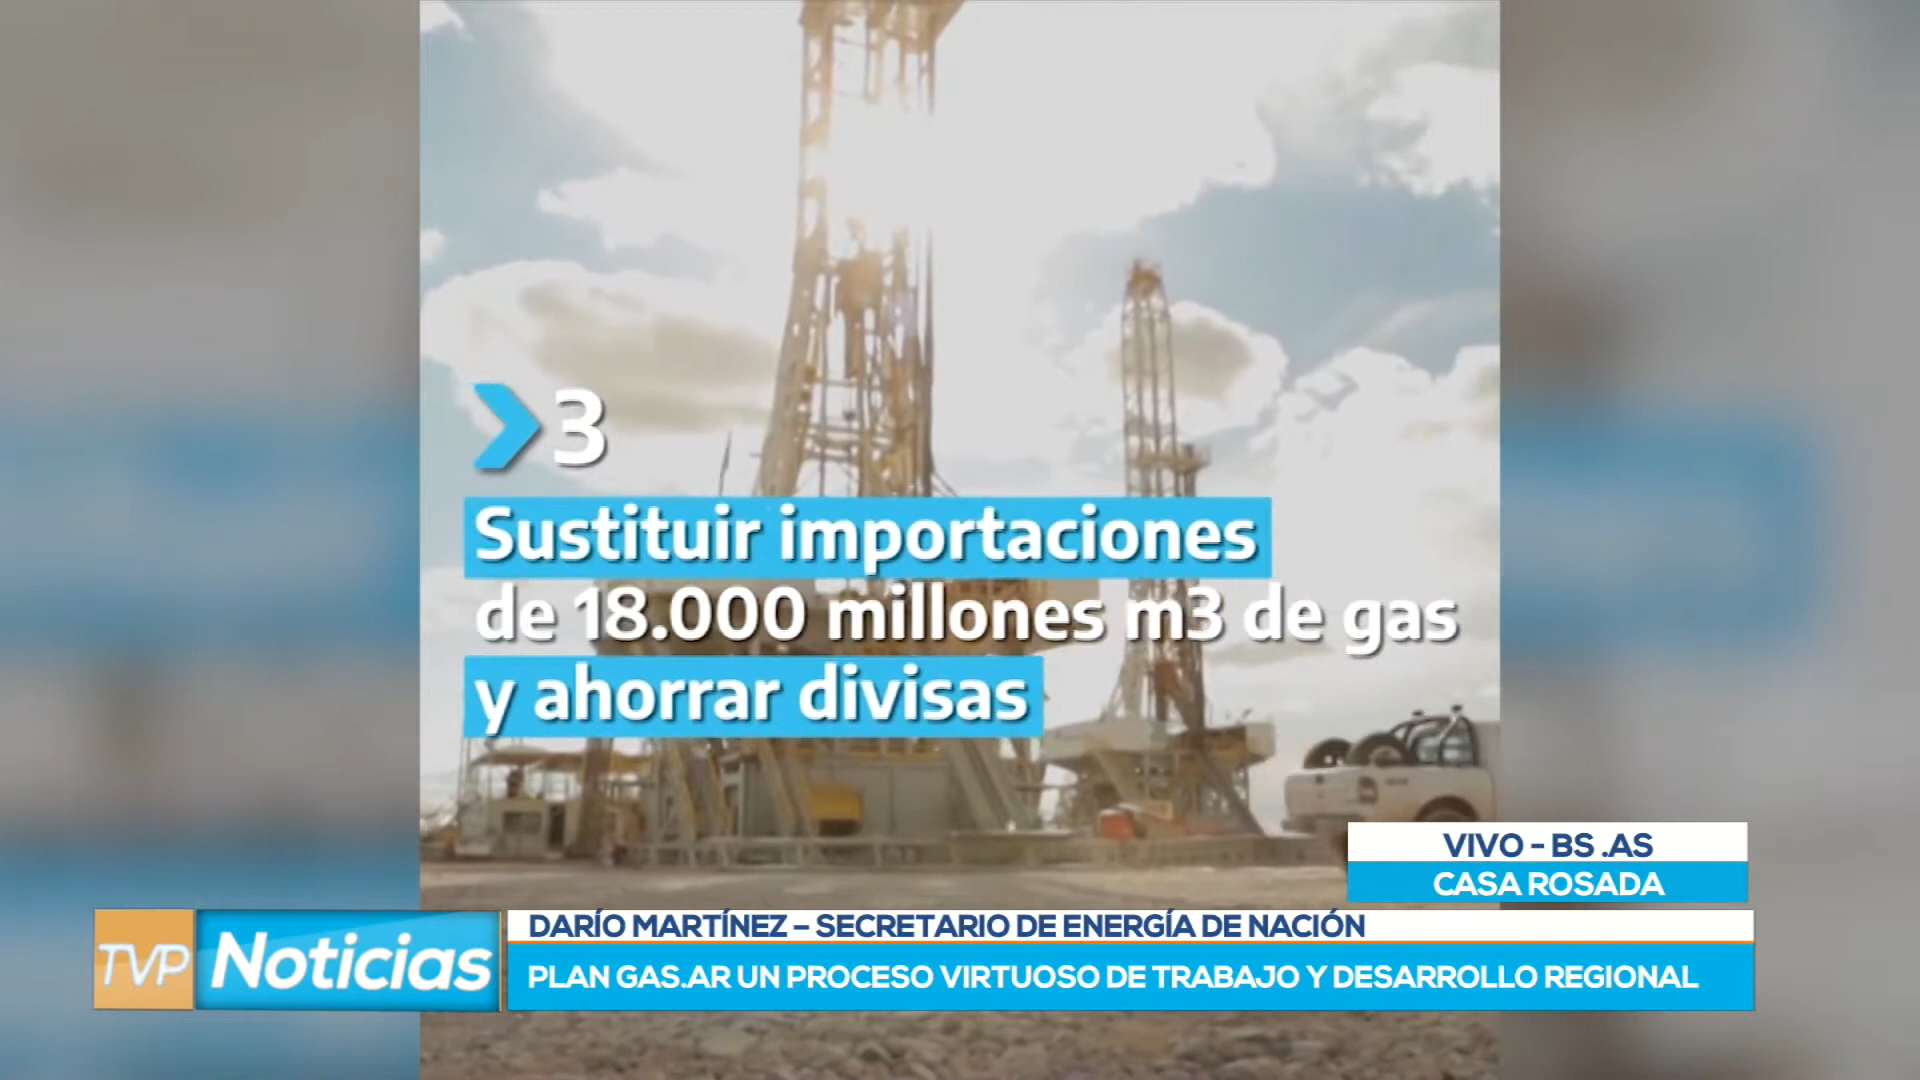 3
Sustituir importaciones
de 18.000 millones m3 de gas
y ahorrar divisas
VIVO - BS .AS
CASA ROSADA
TVP Noticias
DARÍO MARTÍNEZ – SECRETARIO DE ENERGÍA DE NACIÓN
PLAN GAS.AR UN PROCESO VIRTUOSO DE TRABAJO Y DESARROLLO REGIONAL